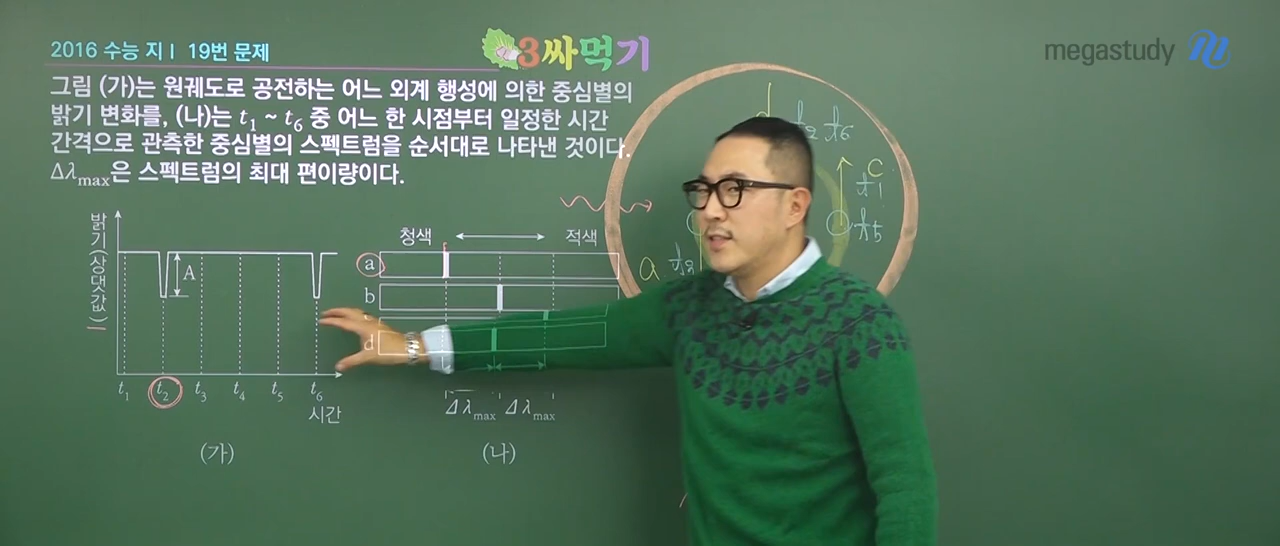 2016 수능 지Ⅰ 19번 문제
3싸먹기
megastudy
그림 (가)는 원궤도로 공전하는 어느 외계 행성에 의한 중심별의
밝기 변화를, (나)는 t₁ ~ t₆ 중 어느 한 시점부터 일정한 시간
간격으로 관측한 중심별의 스펙트럼을 순서대로 나타낸 것이다.
Δλmax은 스펙트럼의 최대 편이량이다.
밝기(상댓값)
A
t₁ t₂ t₃ t₄ t₅ t₆
시간
(가)
청색 적색
a
b
c
d
Δλmax Δλmax
(나)
d
t₂ t₆
c
t₁
t₅
a t₃